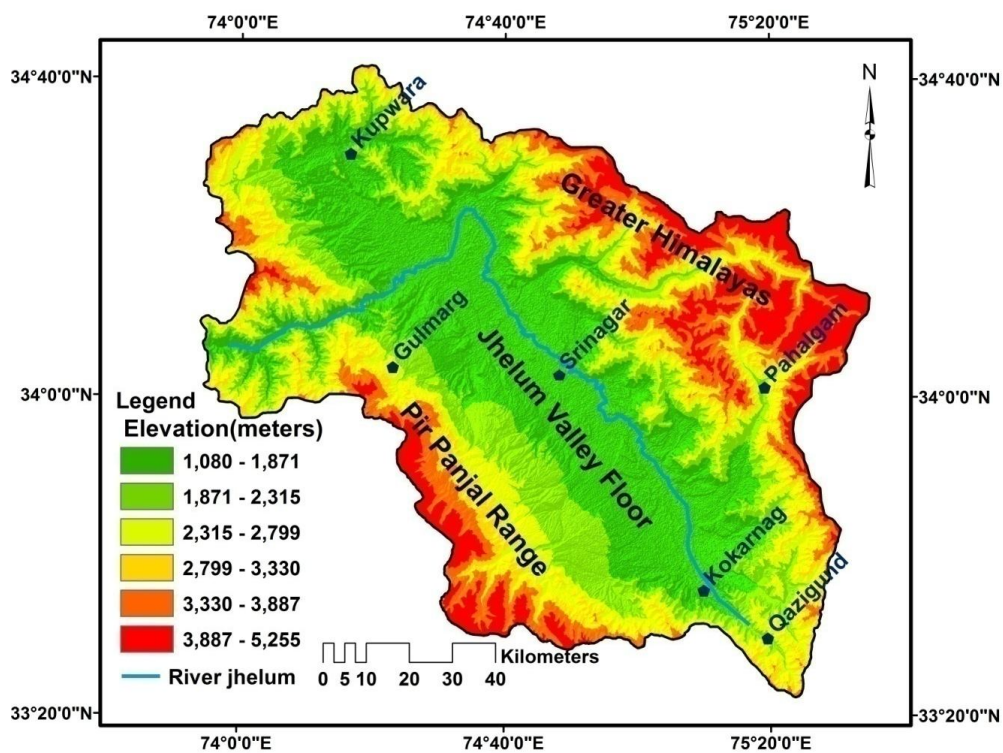 74°0'0"E 74°40'0"E 75°20'0"E
34°40'0"N 34°40'0"N
N
Kupwara
Greater Himalayas
Gulmarg
Srinagar
Pahalgam
Jhelum Valley Floor
34°0'0"N 34°0'0"N
Pir Panjal Range
Kokarnag
Qazigund
Legend
Elevation(meters)
1,080 - 1,871
1,871 - 2,315
2,315 - 2,799
2,799 - 3,330
3,330 - 3,887
3,887 - 5,255
River jhelum
Kilometers
0 5 10 20 30 40
33°20'0"N 33°20'0"N
74°0'0"E 74°40'0"E 75°20'0"E